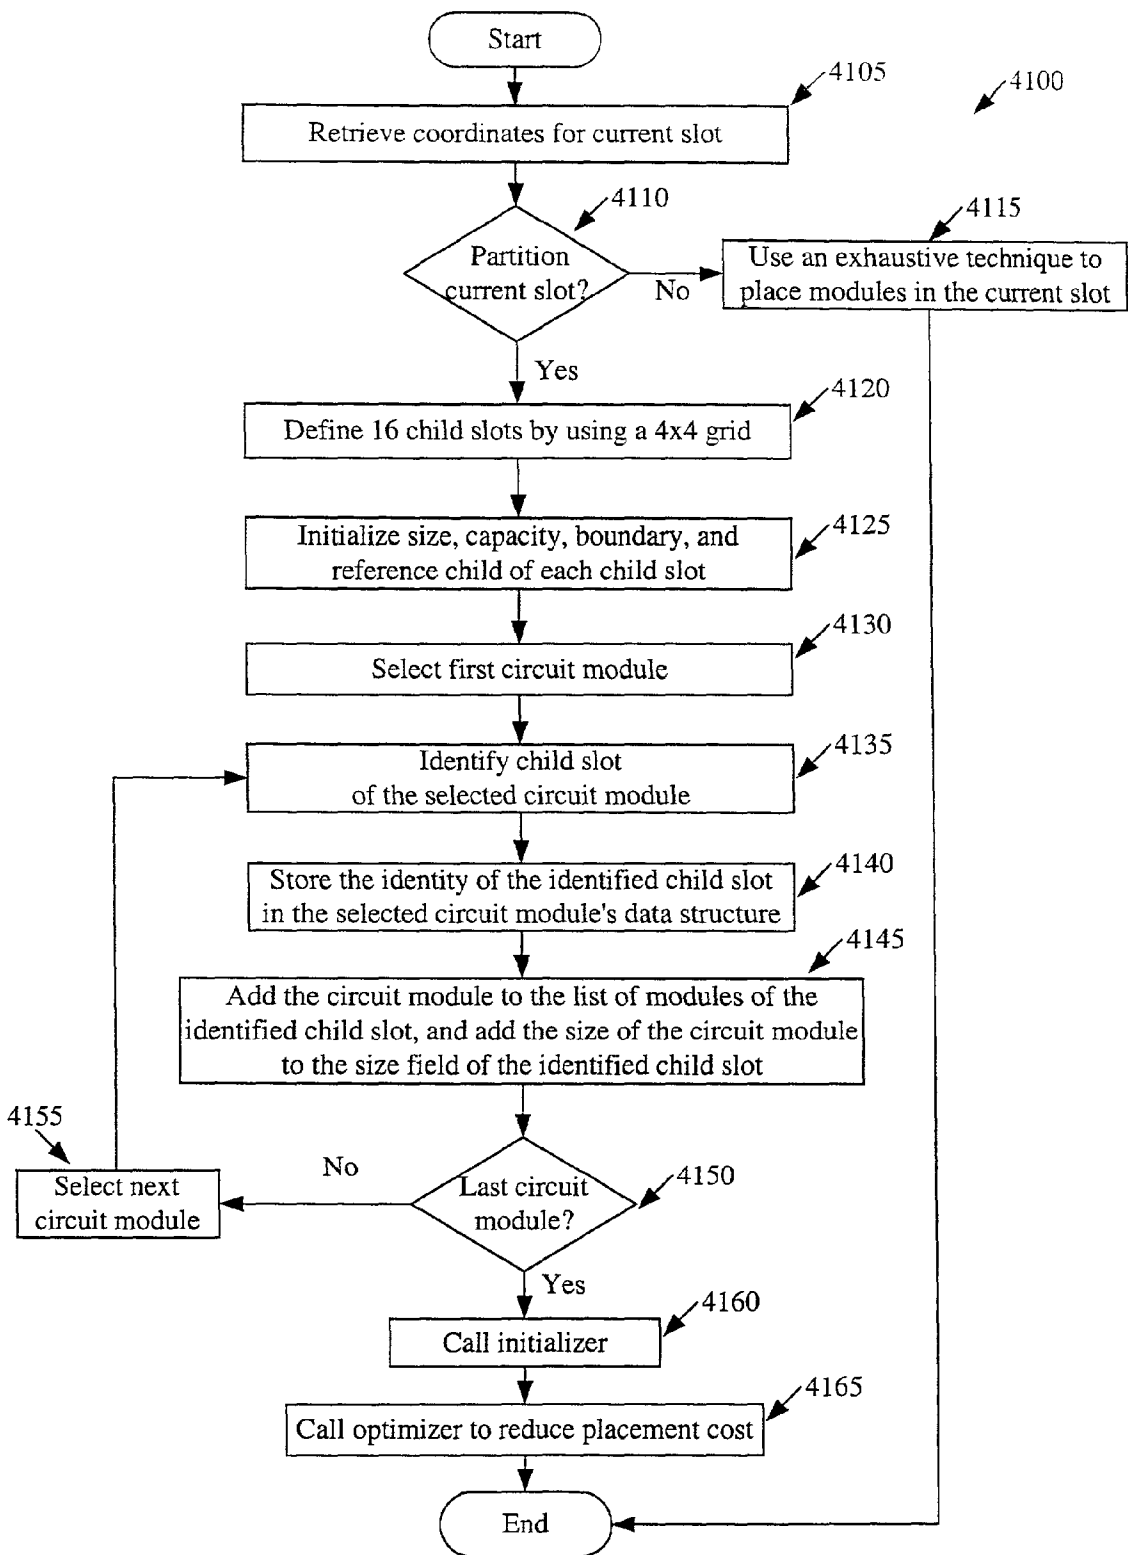 Start
4105
4100
Retrieve coordinates for current slot
4110
4115
Partition
current slot?
No
Use an exhaustive technique to
place modules in the current slot
Yes
4120
Define 16 child slots by using a 4x4 grid
4125
Initialize size, capacity, boundary, and
reference child of each child slot
4130
Select first circuit module
4135
Identify child slot
of the selected circuit module
4140
Store the identity of the identified child slot
in the selected circuit module's data structure
4145
Add the circuit module to the list of modules of the
identified child slot, and add the size of the circuit module
to the size field of the identified child slot
4155
No
4150
Select next
circuit module
Last circuit
module?
Yes
4160
Call initializer
4165
Call optimizer to reduce placement cost
End